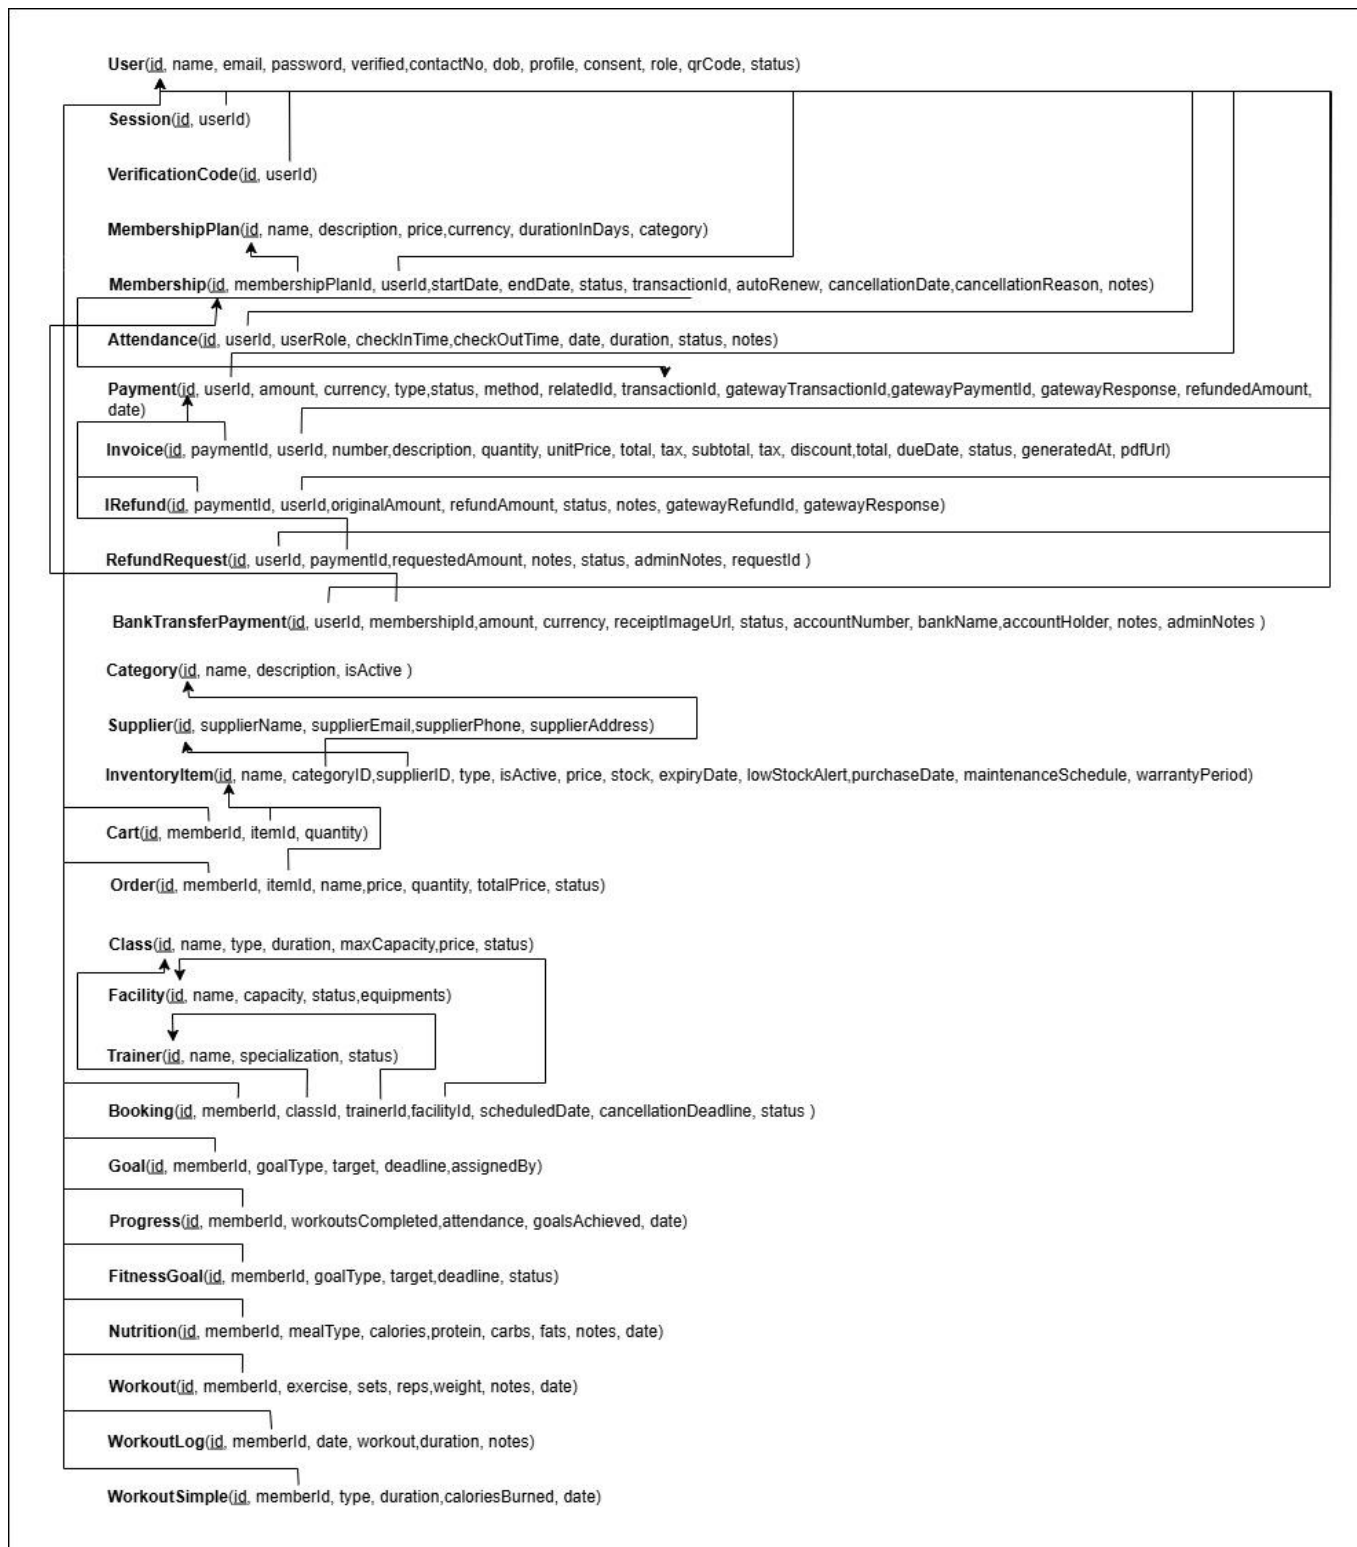 User(id, name, email, password, verified,contactNo, dob, profile, consent, role, qrCode, status)
Session(id, userId)
VerificationCode(id, userId)
MembershipPlan(id, name, description, price,currency, durationInDays, category)
Membership(id, membershipPlanId, userId,startDate, endDate, status, transactionId, autoRenew, cancellationDate,cancellationReason, notes)
Attendance(id, userId, userRole, checkInTime,checkOutTime, date, duration, status, notes)
Payment(id, userId, amount, currency, type,status, method, relatedId, transactionId, gatewayTransactionId,gatewayPaymentId, gatewayResponse, refundedAmount,
date)
Invoice(id, paymentId, userId, number,description, quantity, unitPrice, total, tax, subtotal, tax, discount,total, dueDate, status, generatedAt, pdfUrl)
IRefund(id, paymentId, userId,originalAmount, refundAmount, status, notes, gatewayRefundId, gatewayResponse)
RefundRequest(id, userId, paymentId,requestedAmount, notes, status, adminNotes, requestId )
BankTransferPayment(id, userId, membershipId,amount, currency, receiptImageUrl, status, accountNumber, bankName,accountHolder, notes, adminNotes )
Category(id, name, description, isActive )
Supplier(id, supplierName, supplierEmail,supplierPhone, supplierAddress)
InventoryItem(id, name, categoryID,supplierID, type, isActive, price, stock, expiryDate, lowStockAlert,purchaseDate, maintenanceSchedule, warrantyPeriod)
Cart(id, memberId, itemId, quantity)
Order(id, memberId, itemId, name,price, quantity, totalPrice, status)
Class(id, name, type, duration, maxCapacity,price, status)
Facility(id, name, capacity, status,equipments)
Trainer(id, name, specialization, status)
Booking(id, memberId, classId, trainerId,facilityId, scheduledDate, cancellationDeadline, status )
Goal(id, memberId, goalType, target, deadline,assignedBy)
Progress(id, memberId, workoutsCompleted,attendance, goalsAchieved, date)
FitnessGoal(id, memberId, goalType, target,deadline, status)
Nutrition(id, memberId, mealType, calories,protein, carbs, fats, notes, date)
Workout(id, memberId, exercise, sets, reps,weight, notes, date)
WorkoutLog(id, memberId, date, workout,duration, notes)
WorkoutSimple(id, memberId, type, duration,caloriesBurned, date)